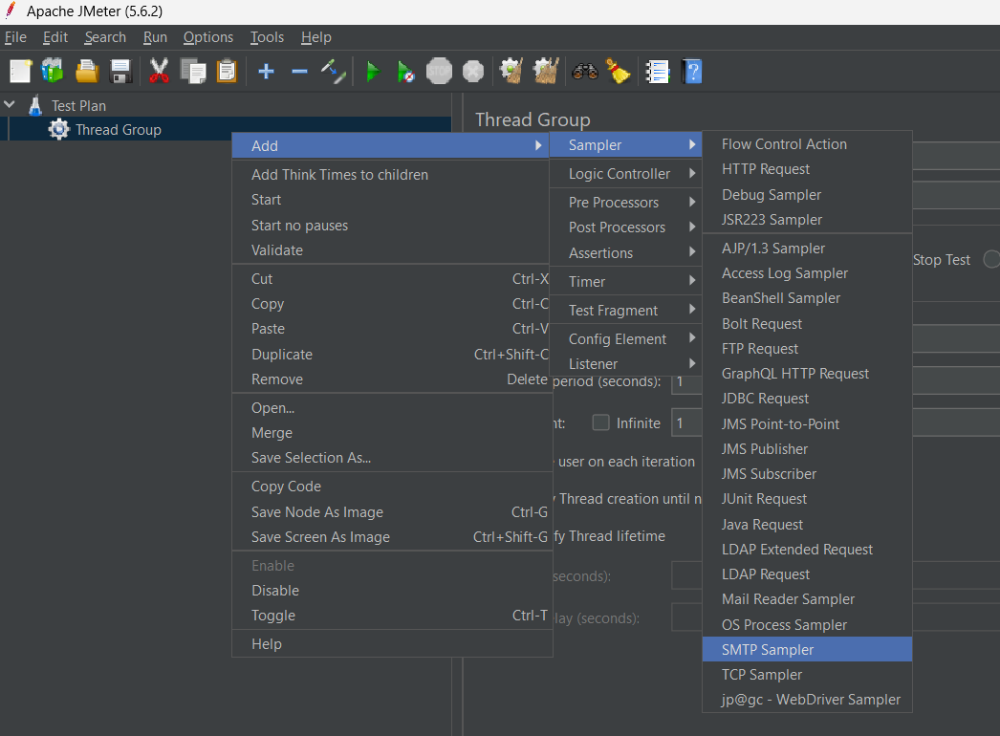 Apache JMeter (5.6.2)
File Edit Search Run Options Tools Help
STOP
Test Plan
Thread Group
Thread Group
Add
Add Think Times to children
Start
Start no pauses
Validate
Cut Ctrl-X
Copy Ctrl-C
Paste Ctrl-V
Duplicate Ctrl+Shift-C
Remove Delete
Open...
Merge
Save Selection As...
Copy Code
Save Node As Image Ctrl-G
Save Screen As Image Ctrl+Shift-G
Enable
Disable
Toggle Ctrl-T
Help
Sampler
Logic Controller
Pre Processors
Post Processors
Assertions
Timer
Test Fragment
Config Element
Listener
Flow Control Action
HTTP Request
Debug Sampler
JSR223 Sampler
AJP/1.3 Sampler
Access Log Sampler
BeanShell Sampler
Bolt Request
FTP Request
GraphQL HTTP Request
JDBC Request
JMS Point-to-Point
JMS Publisher
JMS Subscriber
JUnit Request
Java Request
LDAP Extended Request
LDAP Request
Mail Reader Sampler
OS Process Sampler
SMTP Sampler
TCP Sampler
jp@gc - WebDriver Sampler
Stop Test
period (seconds): 1
Infinite 1
user on each iteration
Thread creation until
Thread lifetime
seconds):
(seconds):